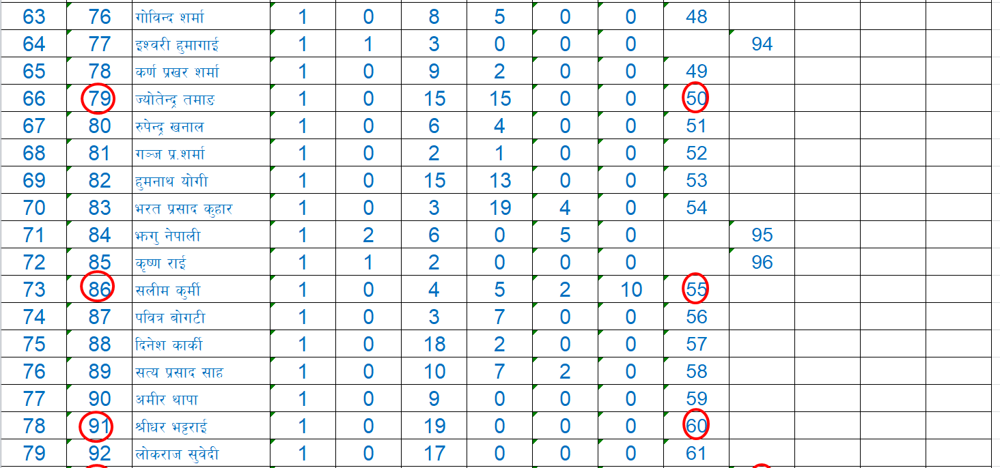 63 76 गोविन्द शर्मा 1 0 8 5 0 0 48
64 77 इश्वरी हुमागाई 1 1 3 0 0 0 94
65 78 कर्ण प्रखर शर्मा 1 0 9 2 0 0 49
66 79 ज्योतेन्द्र तमाङ 1 0 15 15 0 0 50
67 80 रुपेन्द्र खनाल 1 0 6 4 0 0 51
68 81 गञ्ज प्र.शर्मा 1 0 2 1 0 0 52
69 82 हुमनाथ योगी 1 0 15 13 0 0 53
70 83 भरत प्रसाद कुहार 1 0 3 19 4 0 54
71 84 झगु नेपाली 1 2 6 0 5 0 95
72 85 कृष्ण राई 1 1 2 0 0 0 96
73 86 सलीम कुर्मी 1 0 4 5 2 10 55
74 87 पवित्र बोगटी 1 0 3 7 0 0 56
75 88 दिनेश कार्की 1 0 18 2 0 0 57
76 89 सत्य प्रसाद साह 1 0 10 7 2 0 58
77 90 अमीर थापा 1 0 9 0 0 0 59
78 91 श्रीधर भट्टराई 1 0 19 0 0 0 60
79 92 लोकराज सुवेदी 1 0 17 0 0 0 61